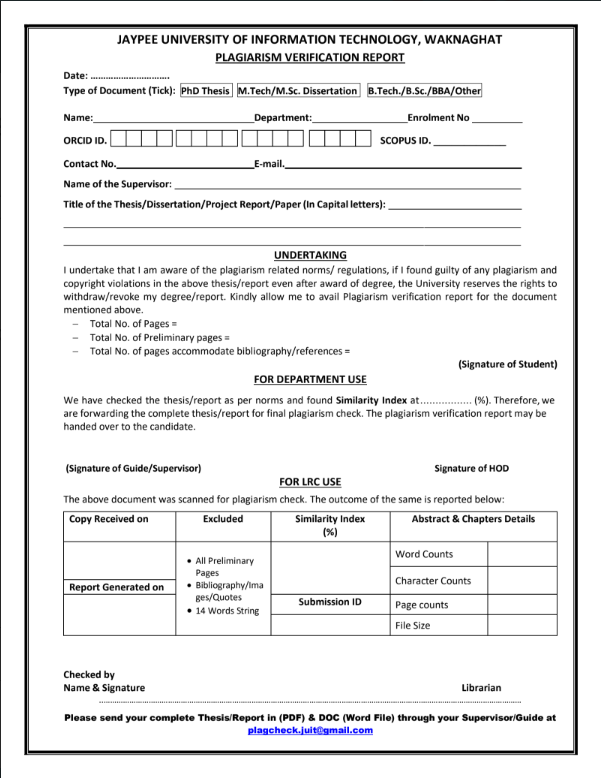 JAYPEE UNIVERSITY OF INFORMATION TECHNOLOGY, WAKNAGHAT
PLAGIARISM VERIFICATION REPORT
Date: ………………………….
Type of Document (Tick): PhD Thesis M.Tech/M.Sc. Dissertation B.Tech./B.Sc./BBA/Other
Name:___________________________Department:_________________Enrolment No _________
ORCID ID. SCOPUS ID. ______________
Contact No.___________________________E-mail.______________________________________
Name of the Supervisor: ____________________________________________________________
Title of the Thesis/Dissertation/Project Report/Paper (In Capital letters): _______________________
________________________________________________________________________________
________________________________________________________________________________
UNDERTAKING
I undertake that I am aware of the plagiarism related norms/ regulations, if I found guilty of any plagiarism and
copyright violations in the above thesis/report even after award of degree, the University reserves the rights to
withdraw/revoke my degree/report. Kindly allow me to avail Plagiarism verification report for the document
mentioned above.
− Total No. of Pages =
− Total No. of Preliminary pages =
− Total No. of pages accommodate bibliography/references =
(Signature of Student)
FOR DEPARTMENT USE
We have checked the thesis/report as per norms and found Similarity Index at................. (%). Therefore, we
are forwarding the complete thesis/report for final plagiarism check. The plagiarism verification report may be
handed over to the candidate.
(Signature of Guide/Supervisor) Signature of HOD
FOR LRC USE
The above document was scanned for plagiarism check. The outcome of the same is reported below:
Copy Received on Excluded Similarity Index Abstract & Chapters Details
(%)
Word Counts
• All Preliminary
Pages
Character Counts
Report Generated on • Bibliography/Ima
ges/Quotes
Submission ID Page counts
• 14 Words String
File Size
Checked by
Name & Signature Librarian
……………………………………………………………………………………………………………………………………………
Please send your complete Thesis/Report in (PDF) & DOC (Word File) through your Supervisor/Guide at
plagcheck.juit@gmail.com